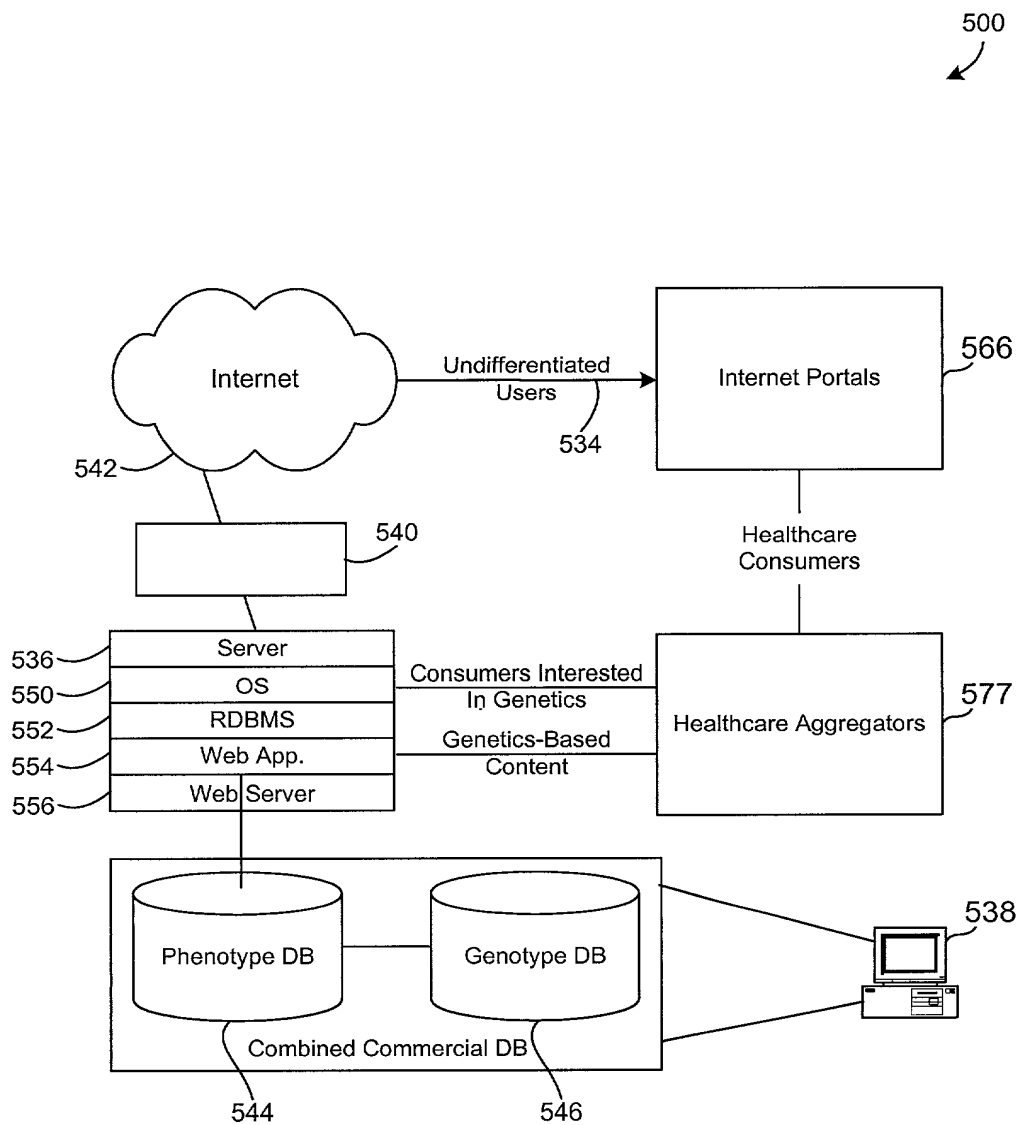 500
Internet
Undifferentiated
Users
534
Internet Portals
566
542
540
Healthcare
Consumers
536
Server
550
OS
552
RDBMS
554
Web App.
556
Web Server
Consumers Interested
In Genetics
Genetics-Based
Content
Healthcare Aggregators
577
Phenotype DB
Genotype DB
538
Combined Commercial DB
544
546